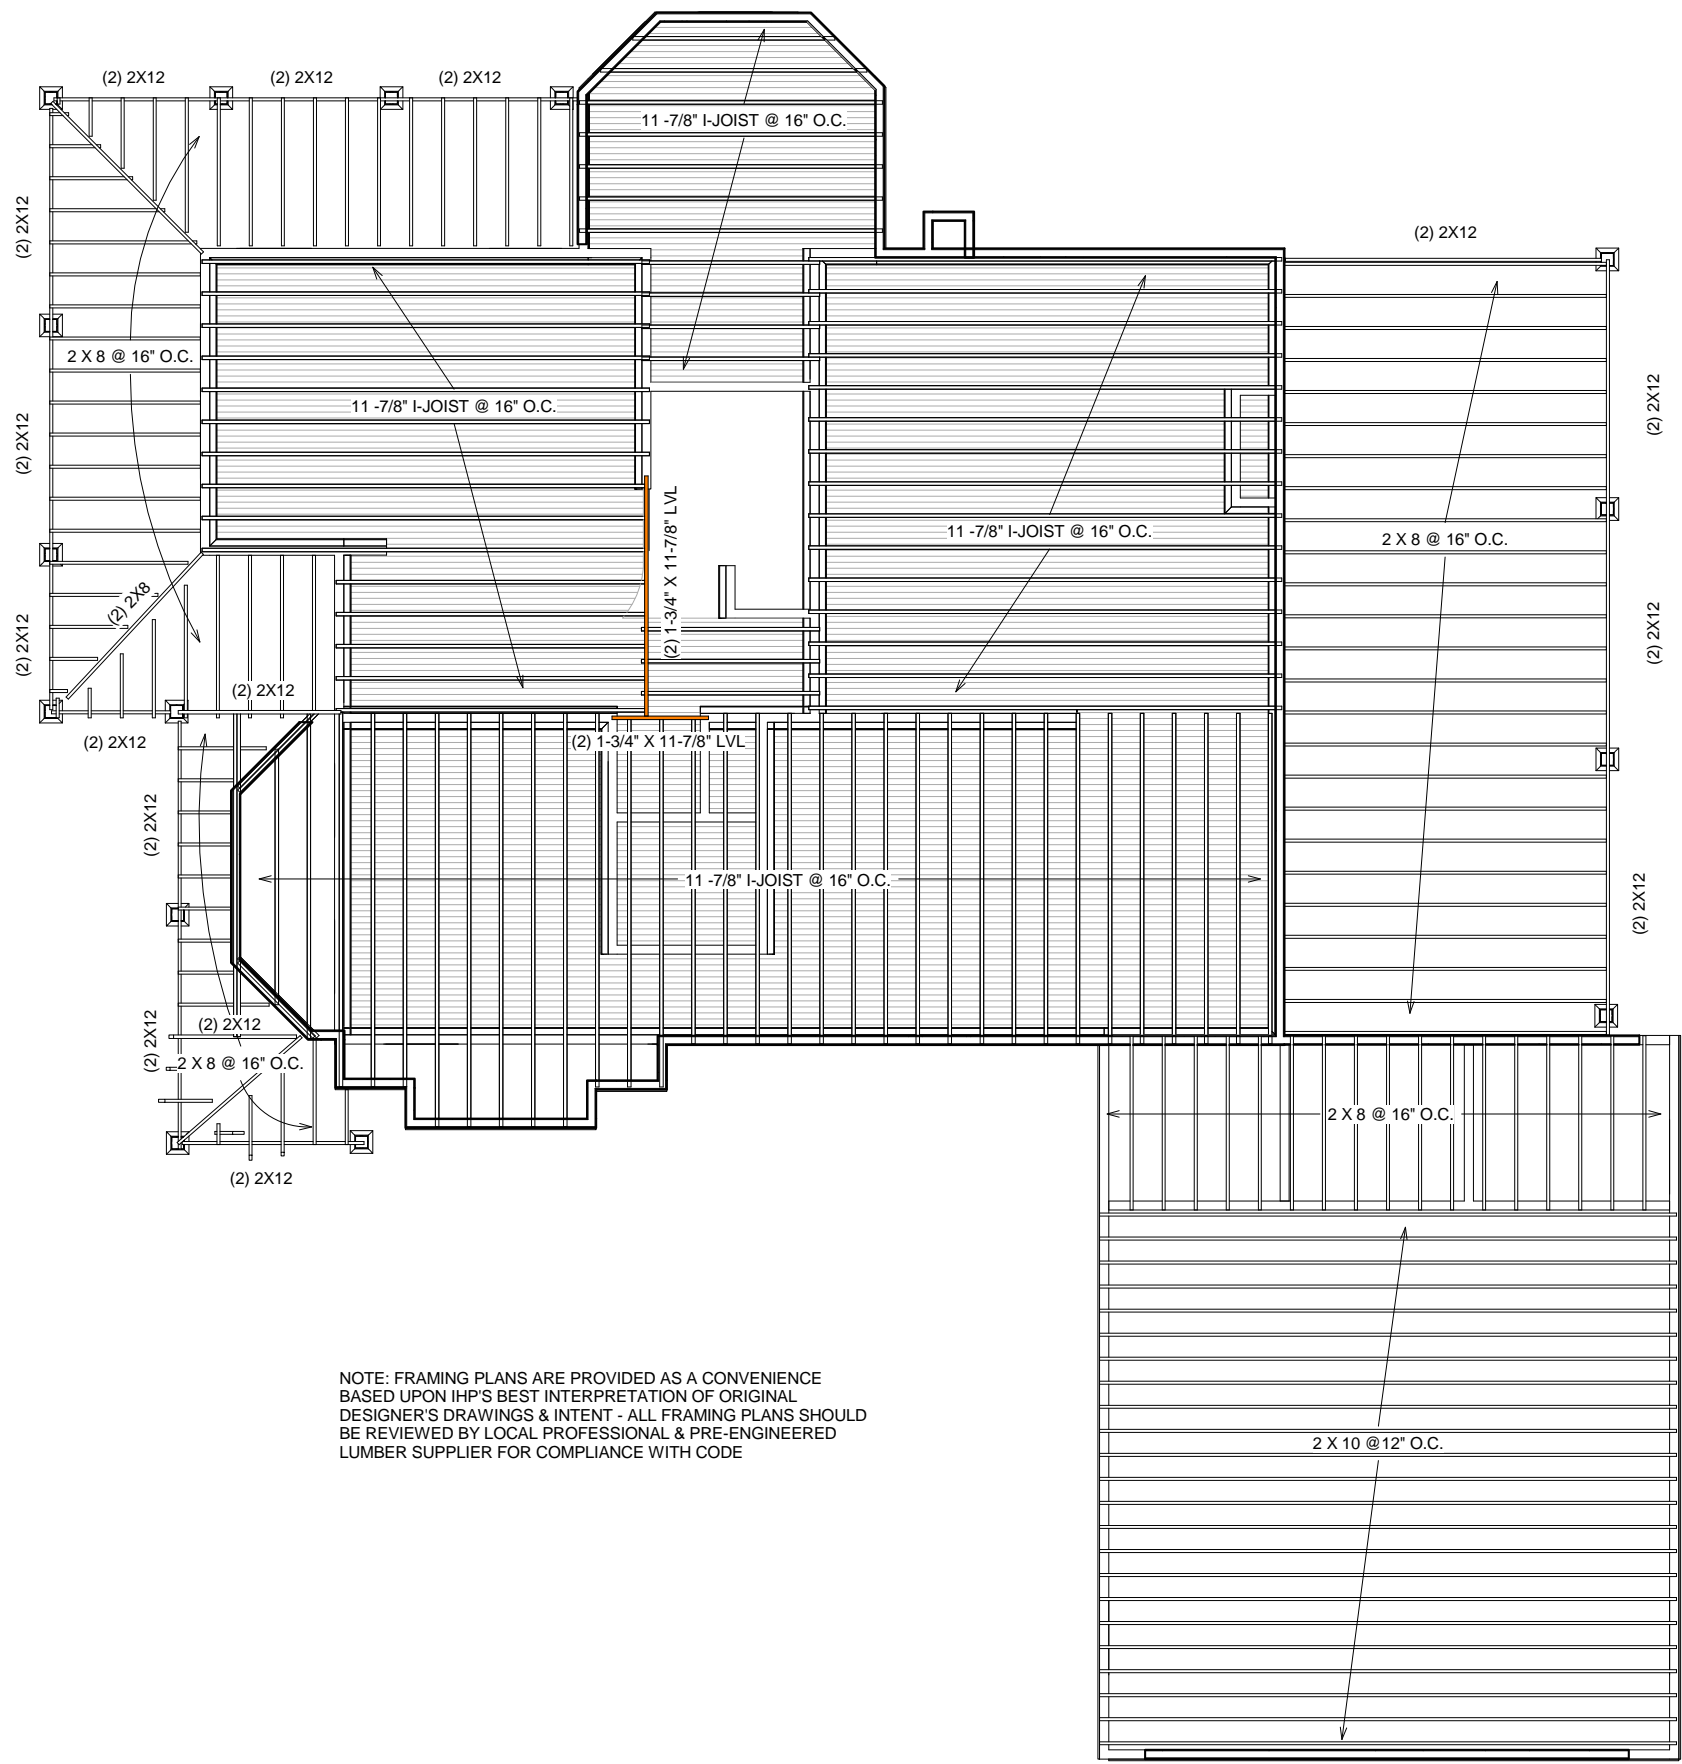 (2) 2X12
(2) 2X12
(2) 2X12
11 -7/8" I-JOIST @ 16" O.C.
(2) 2X12
(2) 2X12
2 X 8 @ 16" O.C.
11 -7/8" I-JOIST @ 16" O.C.
(2) 2X12
(2) 2X12
(2) 1-3/4" X 11-7/8" LVL
11 -7/8" I-JOIST @ 16" O.C.
2 X 8 @ 16" O.C.
(2) 2X8
(2) 2X12
(2) 2X12
(2) 2X12
(2) 2X12
(2) 1-3/4" X 11-7/8" LVL
(2) 2X12
11 -7/8" I-JOIST @ 16" O.C.
(2) 2X12
(2) 2X12
(2) 2X12
2 X 8 @ 16" O.C.
2 X 8 @ 16" O.C.
(2) 2X12
NOTE: FRAMING PLANS ARE PROVIDED AS A CONVENIENCE
BASED UPON IHP'S BEST INTERPRETATION OF ORIGINAL
DESIGNER'S DRAWINGS & INTENT - ALL FRAMING PLANS SHOULD
BE REVIEWED BY LOCAL PROFESSIONAL & PRE-ENGINEERED
LUMBER SUPPLIER FOR COMPLIANCE WITH CODE
2 X 10 @12" O.C.